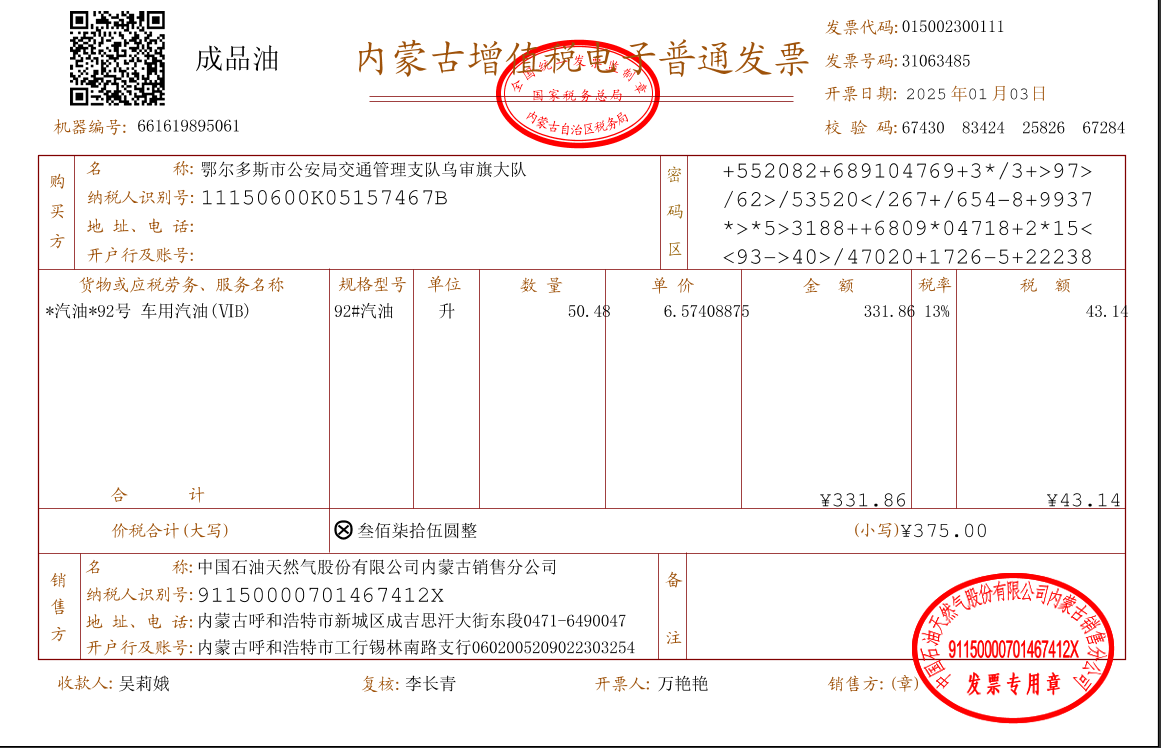 成品油
内蒙古增值税电子普通发票
全国统一发票监制章
国家税务总局
内蒙古自治区税务局
发票代码:015002300111
发票号码:31063485
开票日期: 2025年01月03日
校 验 码:67430 83424 25826 67284
机器编号: 661619895061
购买方
名 称: 鄂尔多斯市公安局交通管理支队乌审旗大队
纳税人识别号: 11150600K05157467B
地 址、电 话:
开户行及账号:
密码区
+552082+689104769+3*/3+>97>
/62>/53520</267+/654-8+9937
*>*5>3188++6809*04718+2*15<
<93->40>/47020+1726-5+22238
货物或应税劳务、服务名称 规格型号 单位 数 量 单 价 金 额 税率 税 额
*汽油*92号 车用汽油(ⅥB) 92#汽油 升 50.48 6.57408875 331.86 13% 43.14
合 计 ¥331.86 ¥43.14
价税合计(大写) ⊗叁佰柒拾伍圆整 (小写)¥375.00
销售方
名 称: 中国石油天然气股份有限公司内蒙古销售分公司
纳税人识别号: 91150000701467412X
地 址、电 话: 内蒙古呼和浩特市新城区成吉思汗大街东段0471-6490047
开户行及账号: 内蒙古呼和浩特市工行锡林南路支行0602005209022303254
备注
收款人: 吴莉娥 复核: 李长青 开票人: 万艳艳 销售方: (章)
中国石油天然气股份有限公司内蒙古销售分公司
91150000701467412X
发票专用章